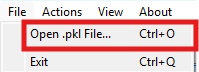 File Actions View About
Open .pkl File... Ctrl+O
Exit Ctrl+Q